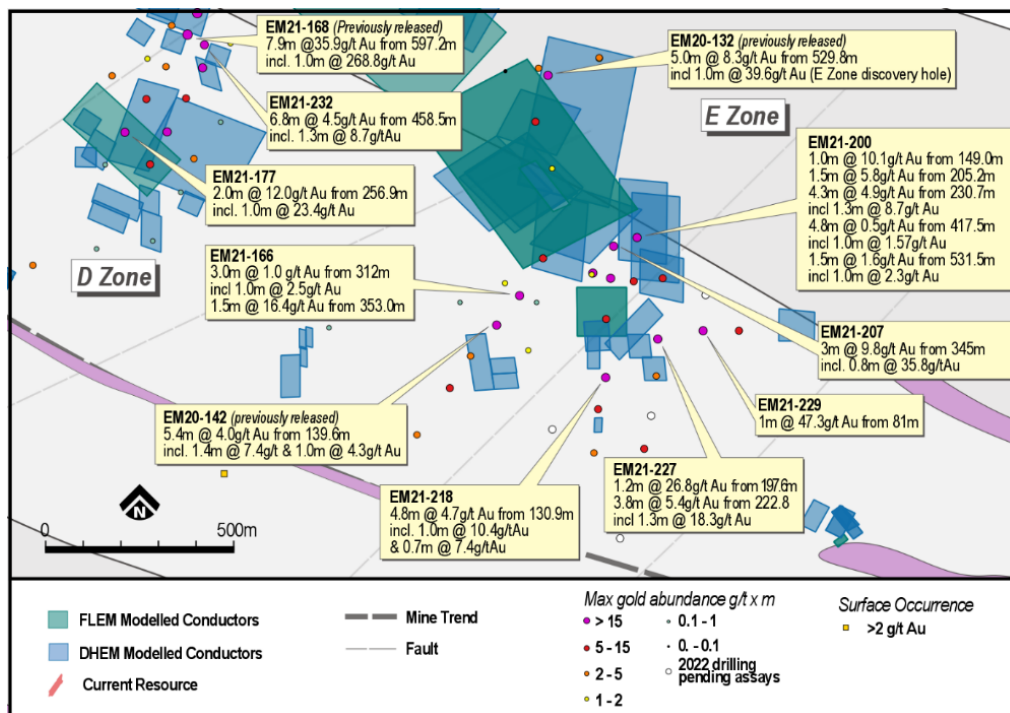 EM21-168 (Previously released)
7.9m @35.9g/t Au from 597.2m
incl. 1.0m @ 268.8g/t Au
EM20-132 (previously released)
5.0m @ 8.3g/t Au from 529.8m
incl 1.0m @ 39.6g/t Au (E Zone discovery hole)
EM21-232
6.8m @ 4.5g/t Au from 458.5m
incl. 1.3m @ 8.7g/tAu
E Zone
EM21-200
1.0m @ 10.1g/t Au from 149.0m
1.5m @ 5.8g/t Au from 205.2m
4.3m @ 4.9g/t Au from 230.7m
incl 1.3m @ 8.7g/t Au
4.8m @ 0.5g/t Au from 417.5m
incl 1.0m @ 1.57g/t Au
1.5m @ 1.6g/t Au from 531.5m
incl 1.0m @ 2.3g/t Au
EM21-177
2.0m @ 12.0g/t Au from 256.9m
incl. 1.0m @ 23.4g/t Au
D Zone
EM21-166
3.0m @ 1.0 g/t Au from 312m
incl 1.0m @ 2.5g/t Au
1.5m @ 16.4g/t Au from 353.0m
EM21-207
3m @ 9.8g/t Au from 345m
incl. 0.8m @ 35.8g/tAu
EM21-229
1m @ 47.3g/t Au from 81m
EM20-142 (previously released)
5.4m @ 4.0g/t Au from 139.6m
incl. 1.4m @ 7.4g/t & 1.0m @ 4.3g/t Au
EM21-227
1.2m @ 26.8g/t Au from 197.6m
3.8m @ 5.4g/t Au from 222.8
incl 1.3m @ 18.3g/t Au
EM21-218
4.8m @ 4.7g/t Au from 130.9m
incl. 1.0m @ 10.4g/tAu
& 0.7m @ 7.4g/tAu
N
0 500m
FLEM Modelled Conductors
DHEM Modelled Conductors
Current Resource
Mine Trend
Fault
Max gold abundance g/t x m
> 15
5 - 15
2 - 5
1 - 2
0.1 - 1
0. - 0.1
2022 drilling
pending assays
Surface Occurrence
>2 g/t Au